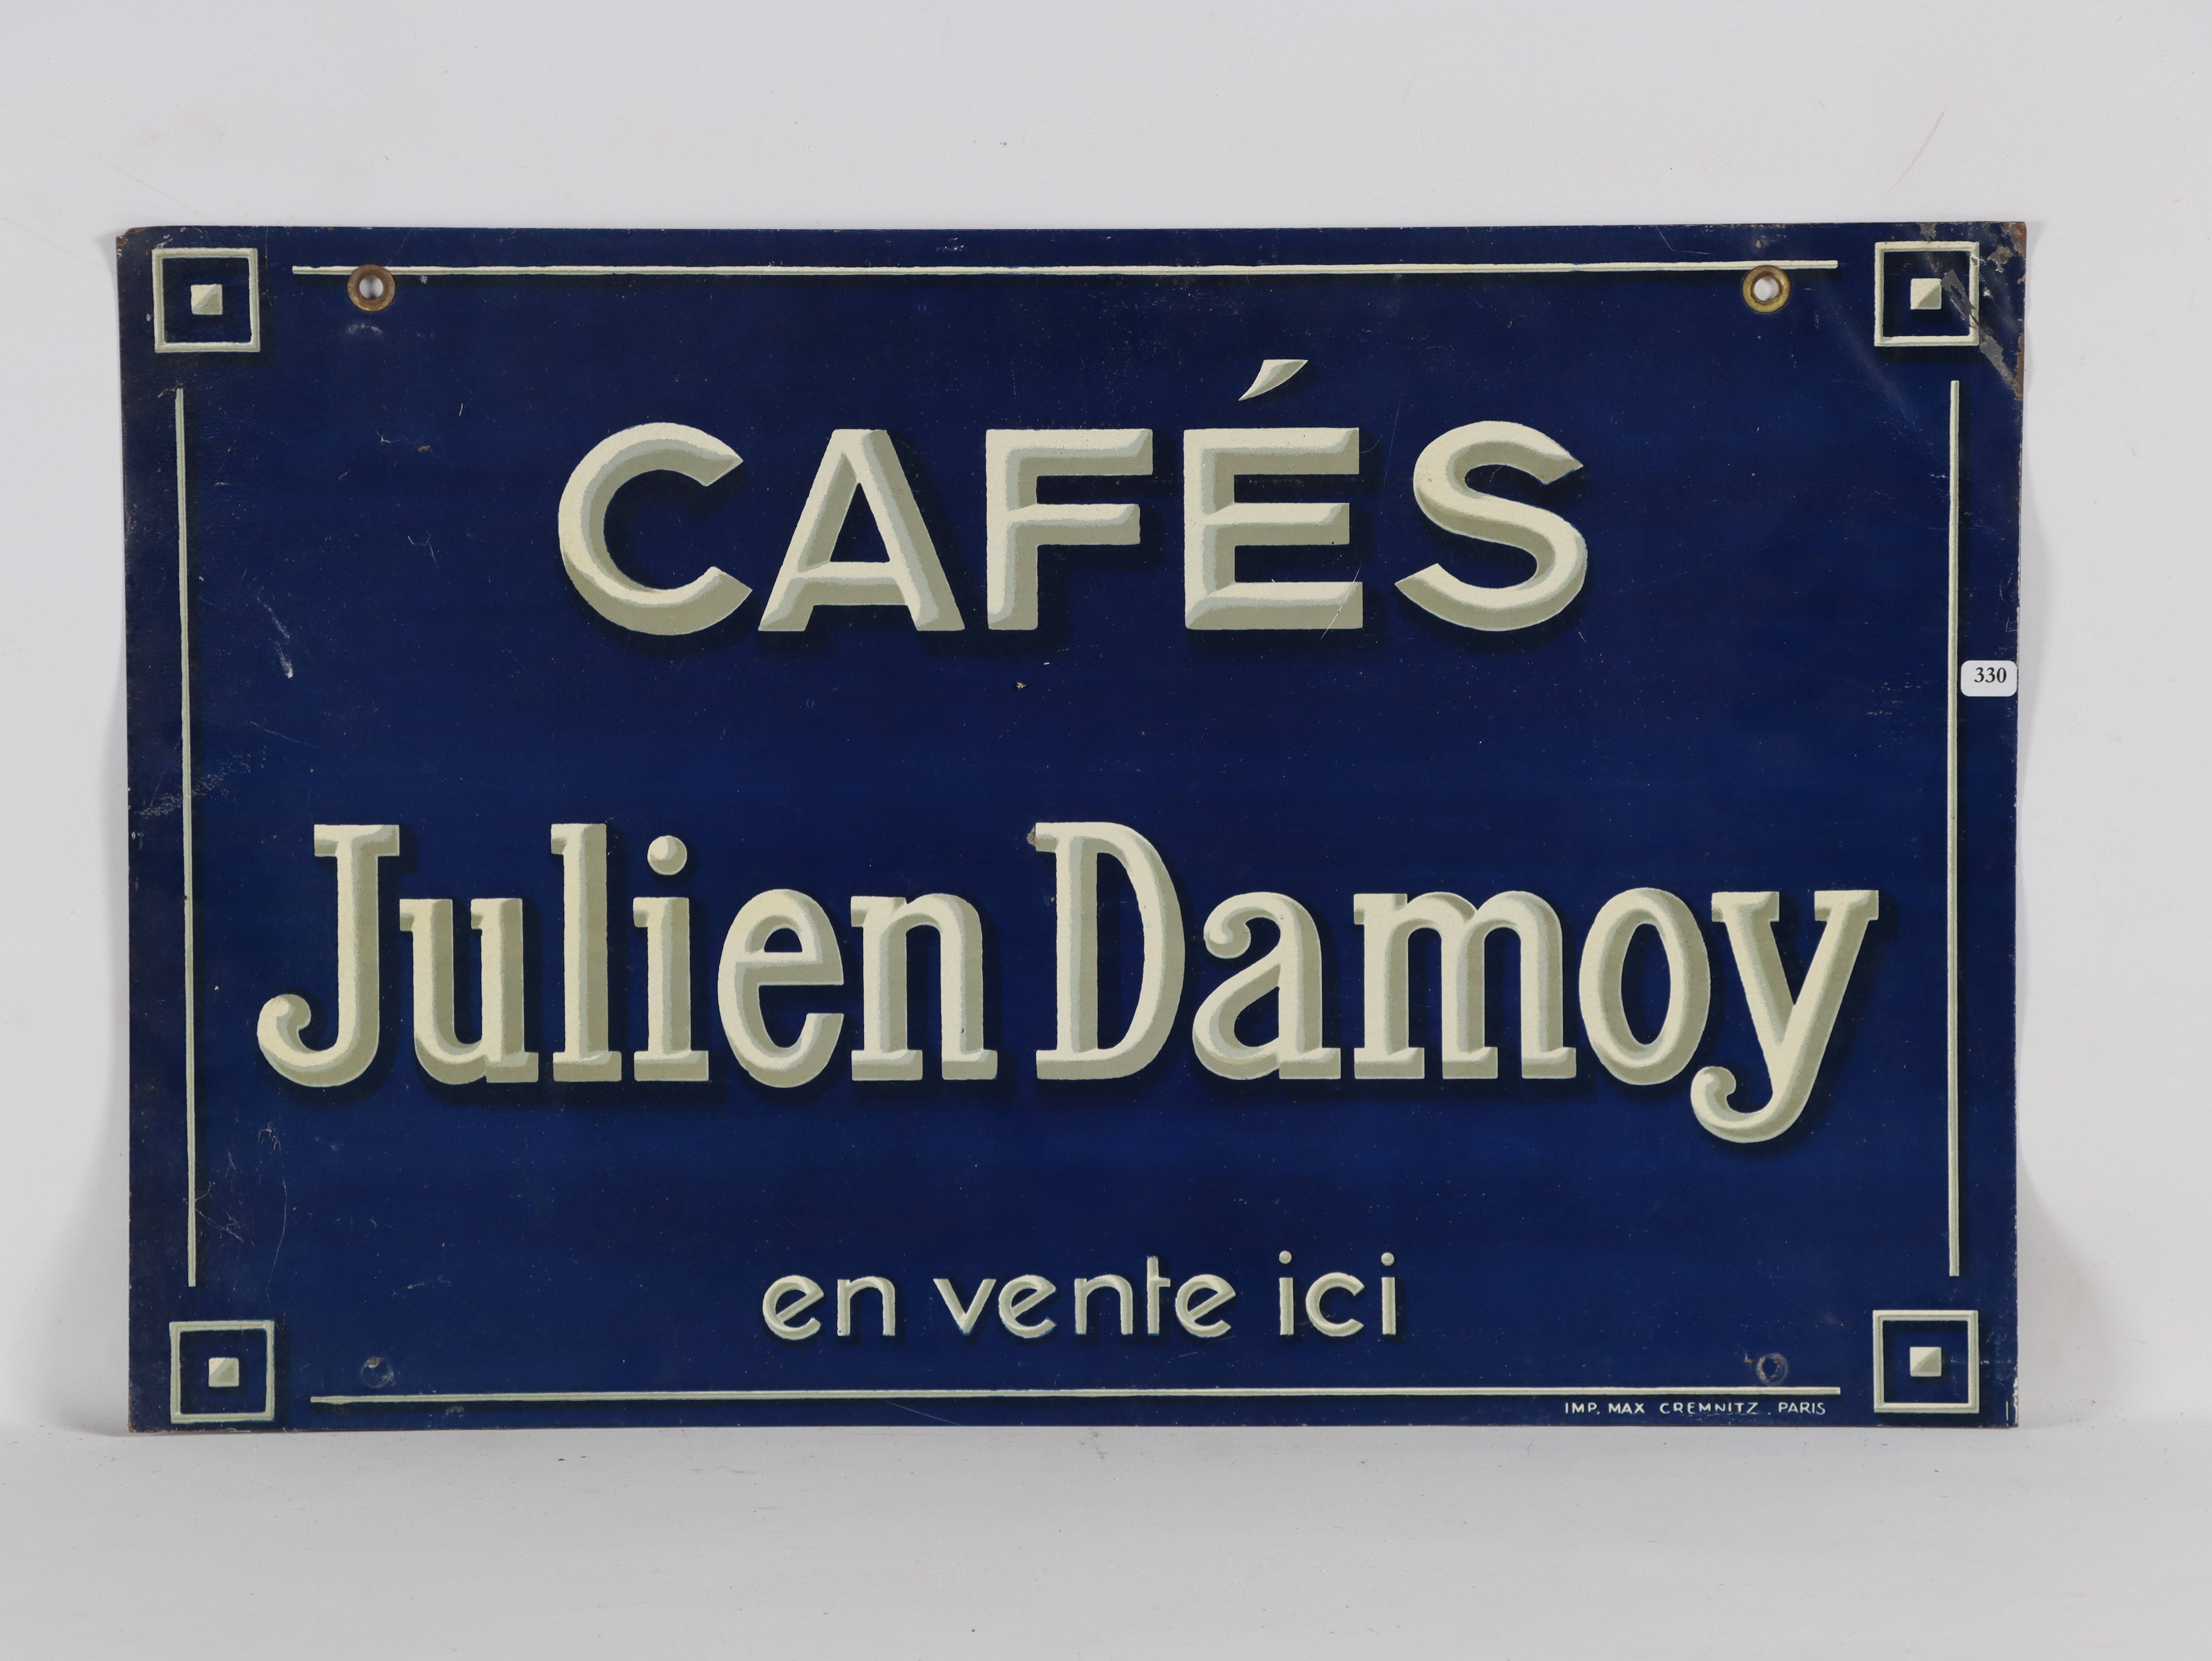 CAFÉS
330
Julien Damoy
en vente ici
IMP. MAX CREMNITZ. PARIS